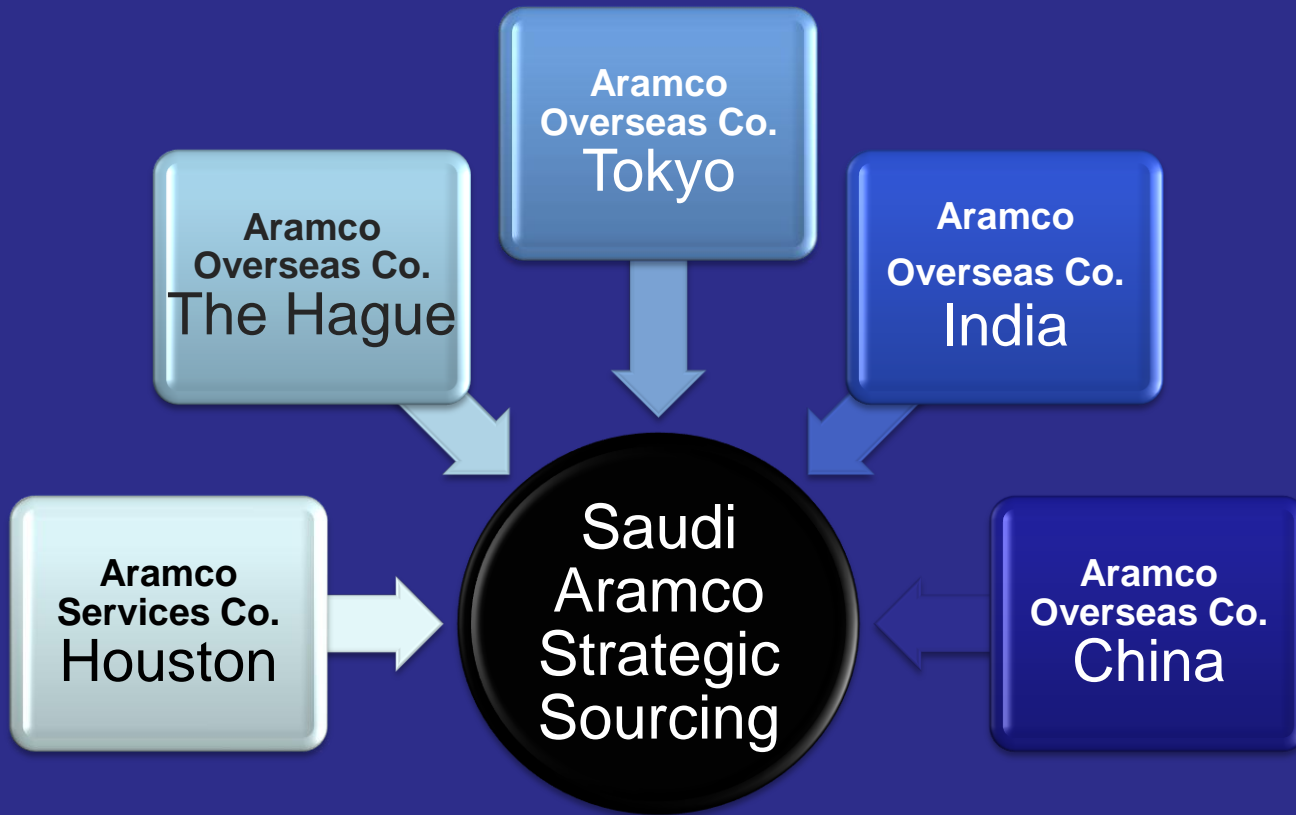 Aramco
Overseas Co.
Tokyo
Aramco
Overseas Co.
The Hague
Aramco
Overseas Co.
India
Aramco
Services Co.
Houston
Saudi
Aramco
Strategic
Sourcing
Aramco
Overseas Co.
China